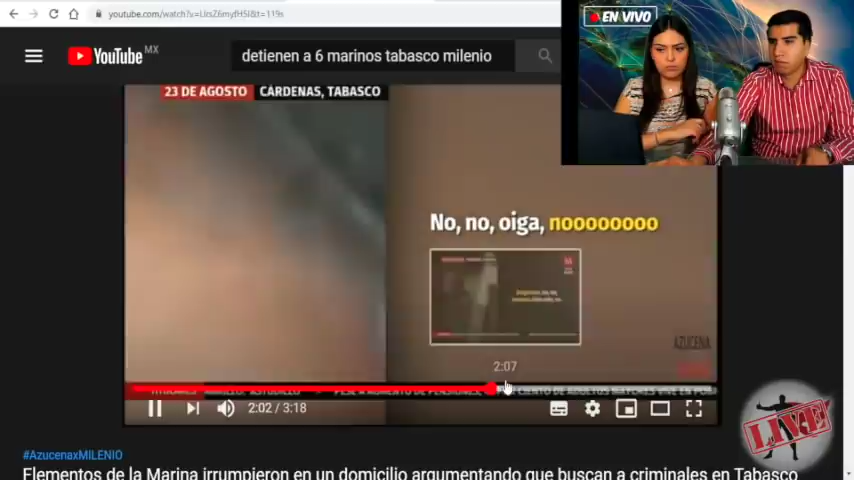 youtube.com/watch?v=UrsZ6myfH5I&t=119s
EN VIVO
YouTube MX
detienen a 6 marinos tabasco milenio
23 DE AGOSTO CÁRDENAS, TABASCO
No, no, oiga, nooooooooo
AZUCENA
2:07
2:02 / 3:18
LIVE
#AzucenaxMILENIO
Elementos de la Marina irrumpieron en un domicilio argumentando que buscan a criminales en Tabasco